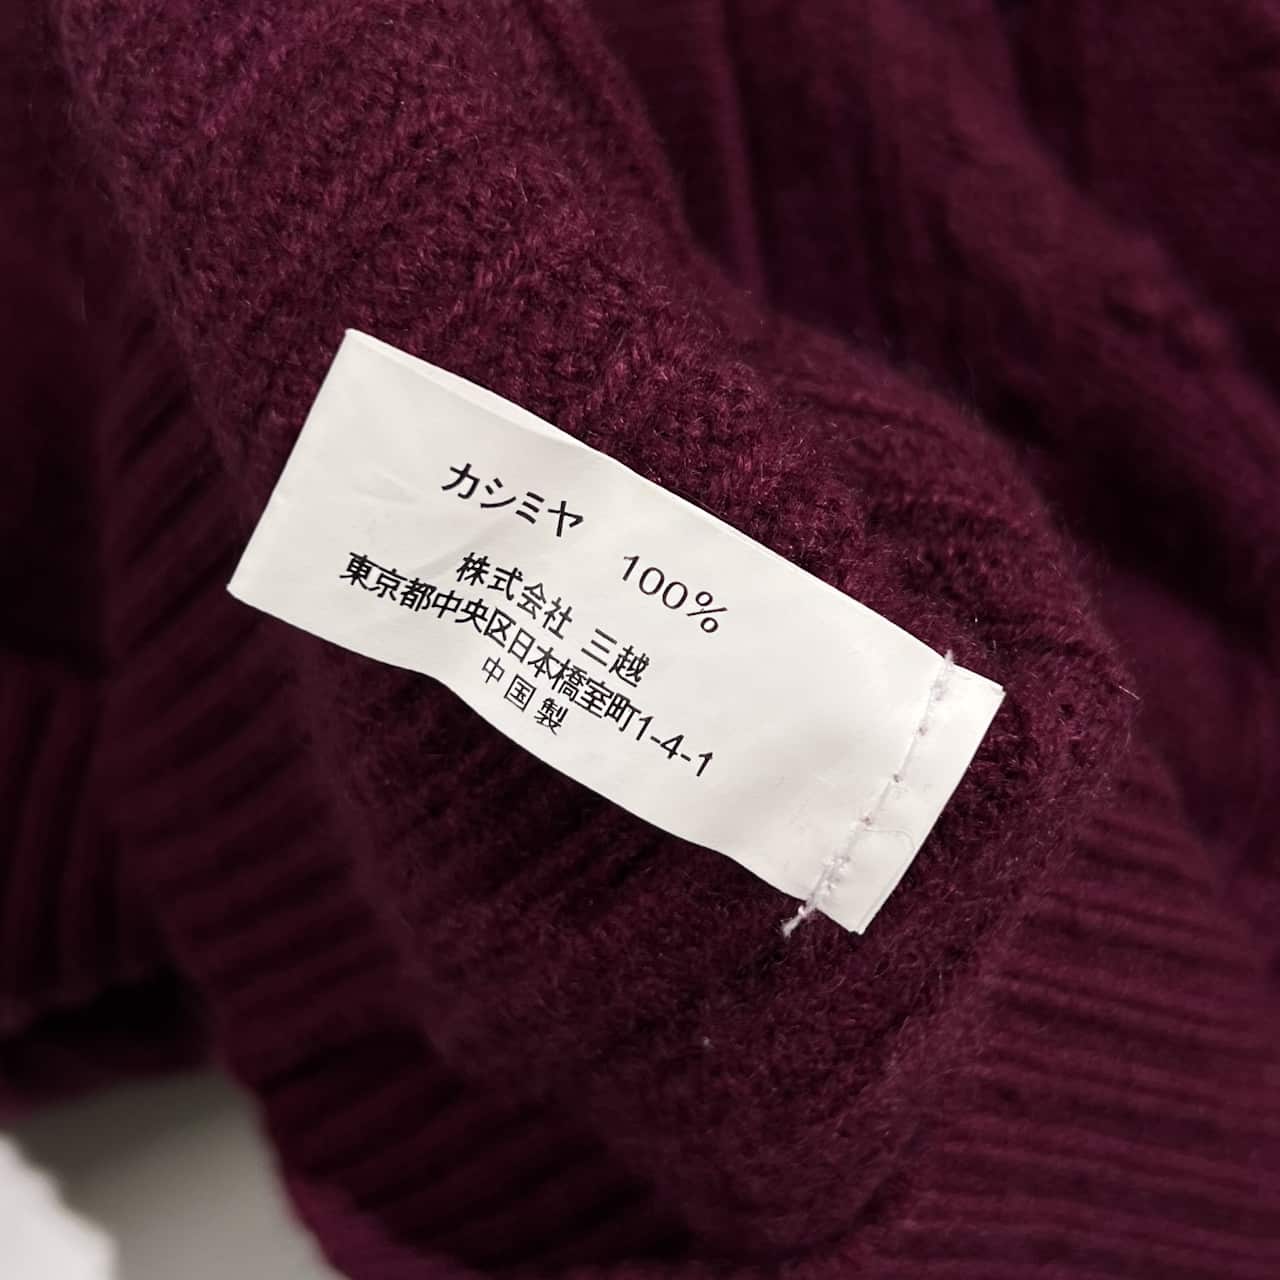 カシミヤ 100%
株式会社 三越
東京都中央区日本橋室町1-4-1
中国製